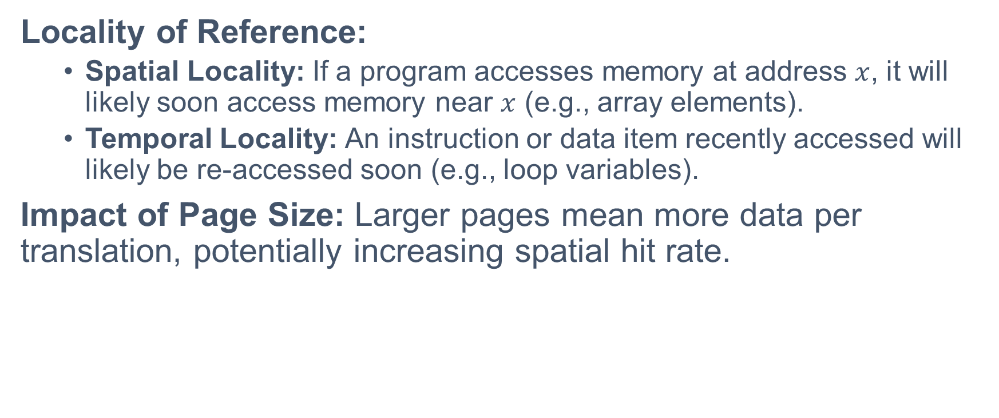 Locality of Reference:
• Spatial Locality: If a program accesses memory at address 𝑥, it will
likely soon access memory near 𝑥 (e.g., array elements).
• Temporal Locality: An instruction or data item recently accessed will
likely be re-accessed soon (e.g., loop variables).
Impact of Page Size: Larger pages mean more data per
translation, potentially increasing spatial hit rate.